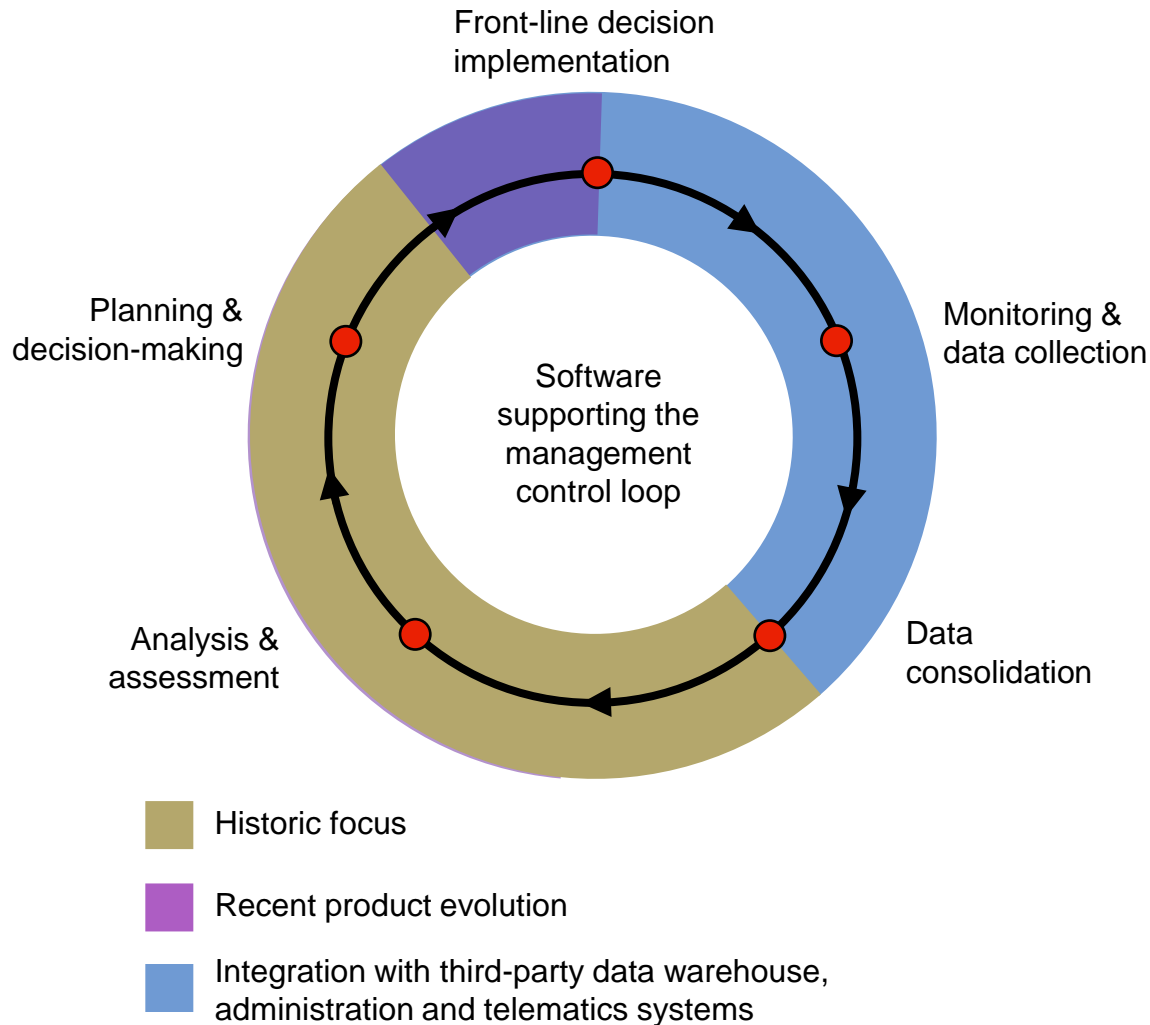 Front-line decision
implementation
Planning &
decision-making
Monitoring &
data collection
Software
supporting the
management
control loop
Analysis &
assessment
Data
consolidation
Historic focus
Recent product evolution
Integration with third-party data warehouse,
administration and telematics systems